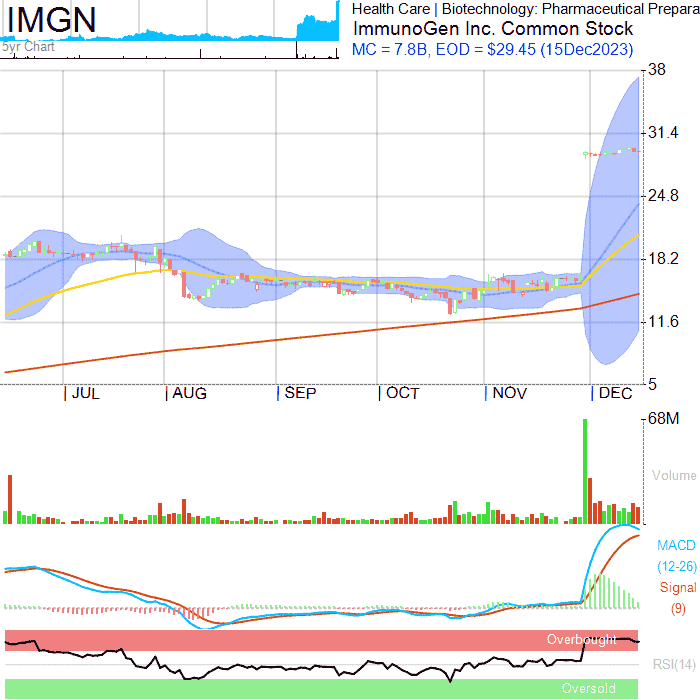 IMGN
5yr Chart
Health Care | Biotechnology: Pharmaceutical Prepara
ImmunoGen Inc. Common Stock
MC = 7.8B, EOD = $29.45 (15Dec2023)
38
31.4
24.8
18.2
11.6
5
JUL
AUG
SEP
OCT
NOV
DEC
68M
Volume
MACD
(12-26)
Signal
(9)
Overbought
RSI(14)
Oversold